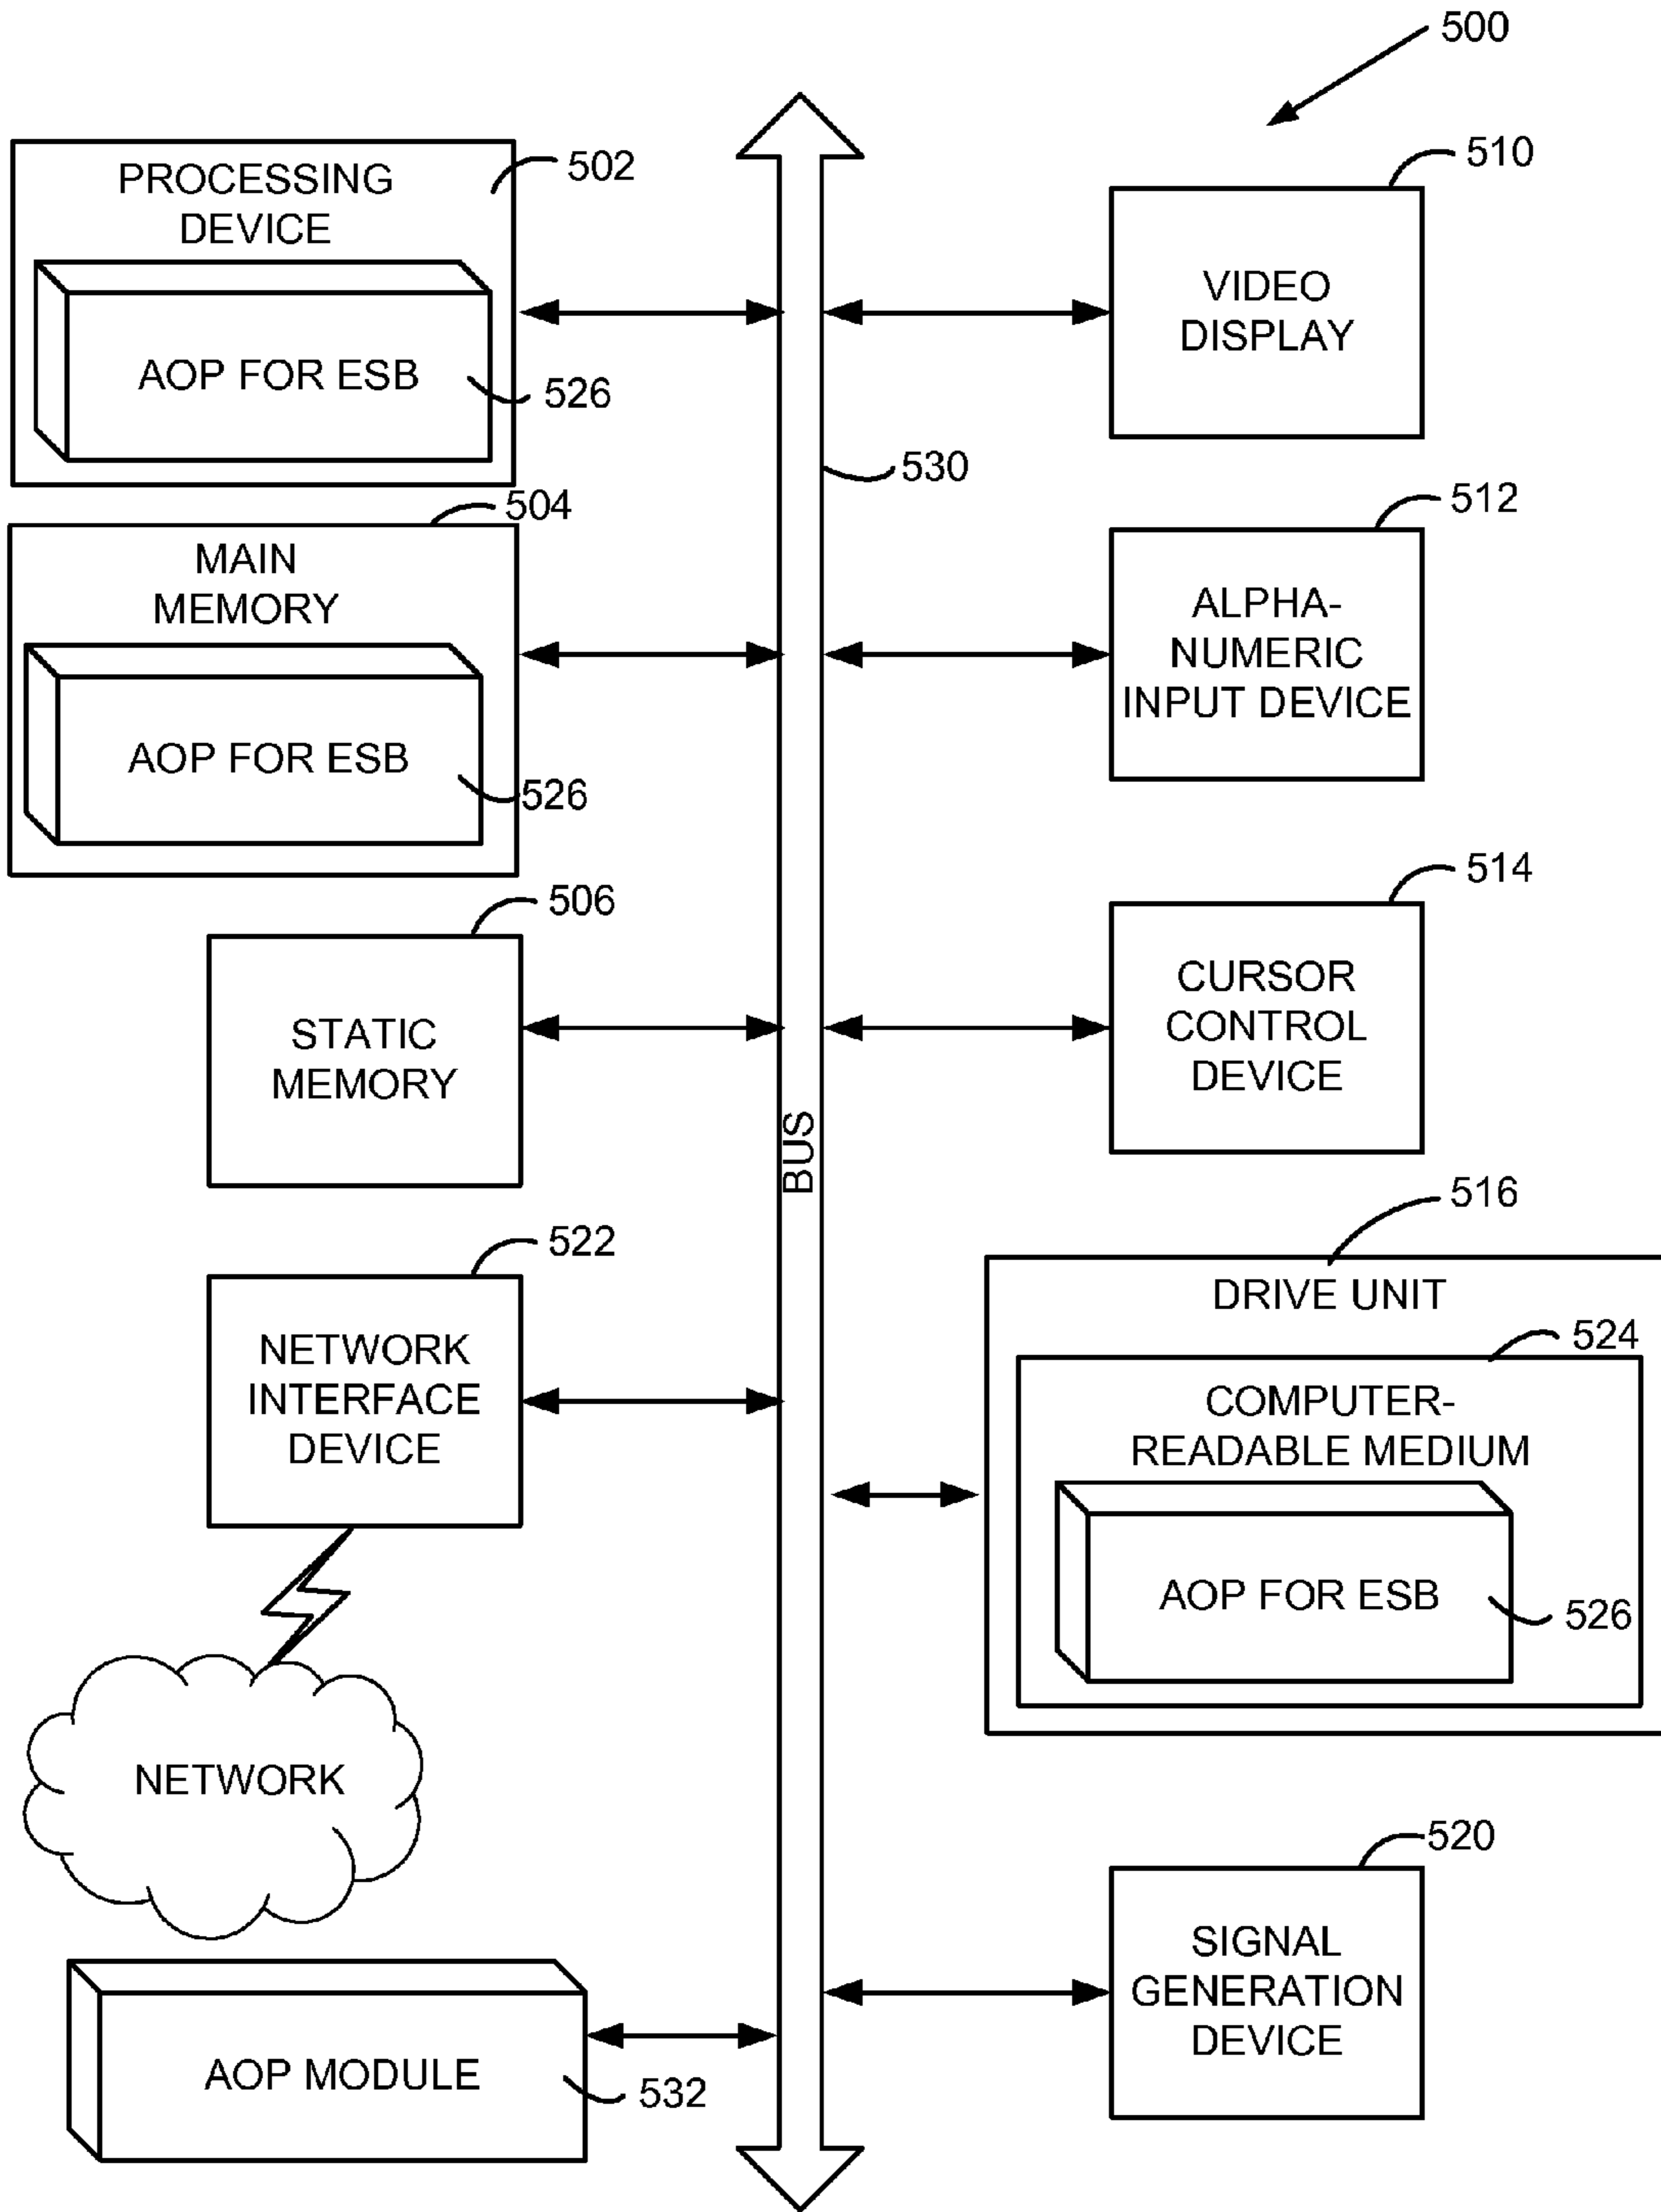 500
PROCESSING
DEVICE
502
AOP FOR ESB
526
504
MAIN
MEMORY
AOP FOR ESB
526
506
STATIC
MEMORY
522
NETWORK
INTERFACE
DEVICE
NETWORK
AOP MODULE
532
530
BUS
510
VIDEO
DISPLAY
512
ALPHA-
NUMERIC
INPUT DEVICE
514
CURSOR
CONTROL
DEVICE
516
DRIVE UNIT
524
COMPUTER-
READABLE MEDIUM
AOP FOR ESB
526
520
SIGNAL
GENERATION
DEVICE